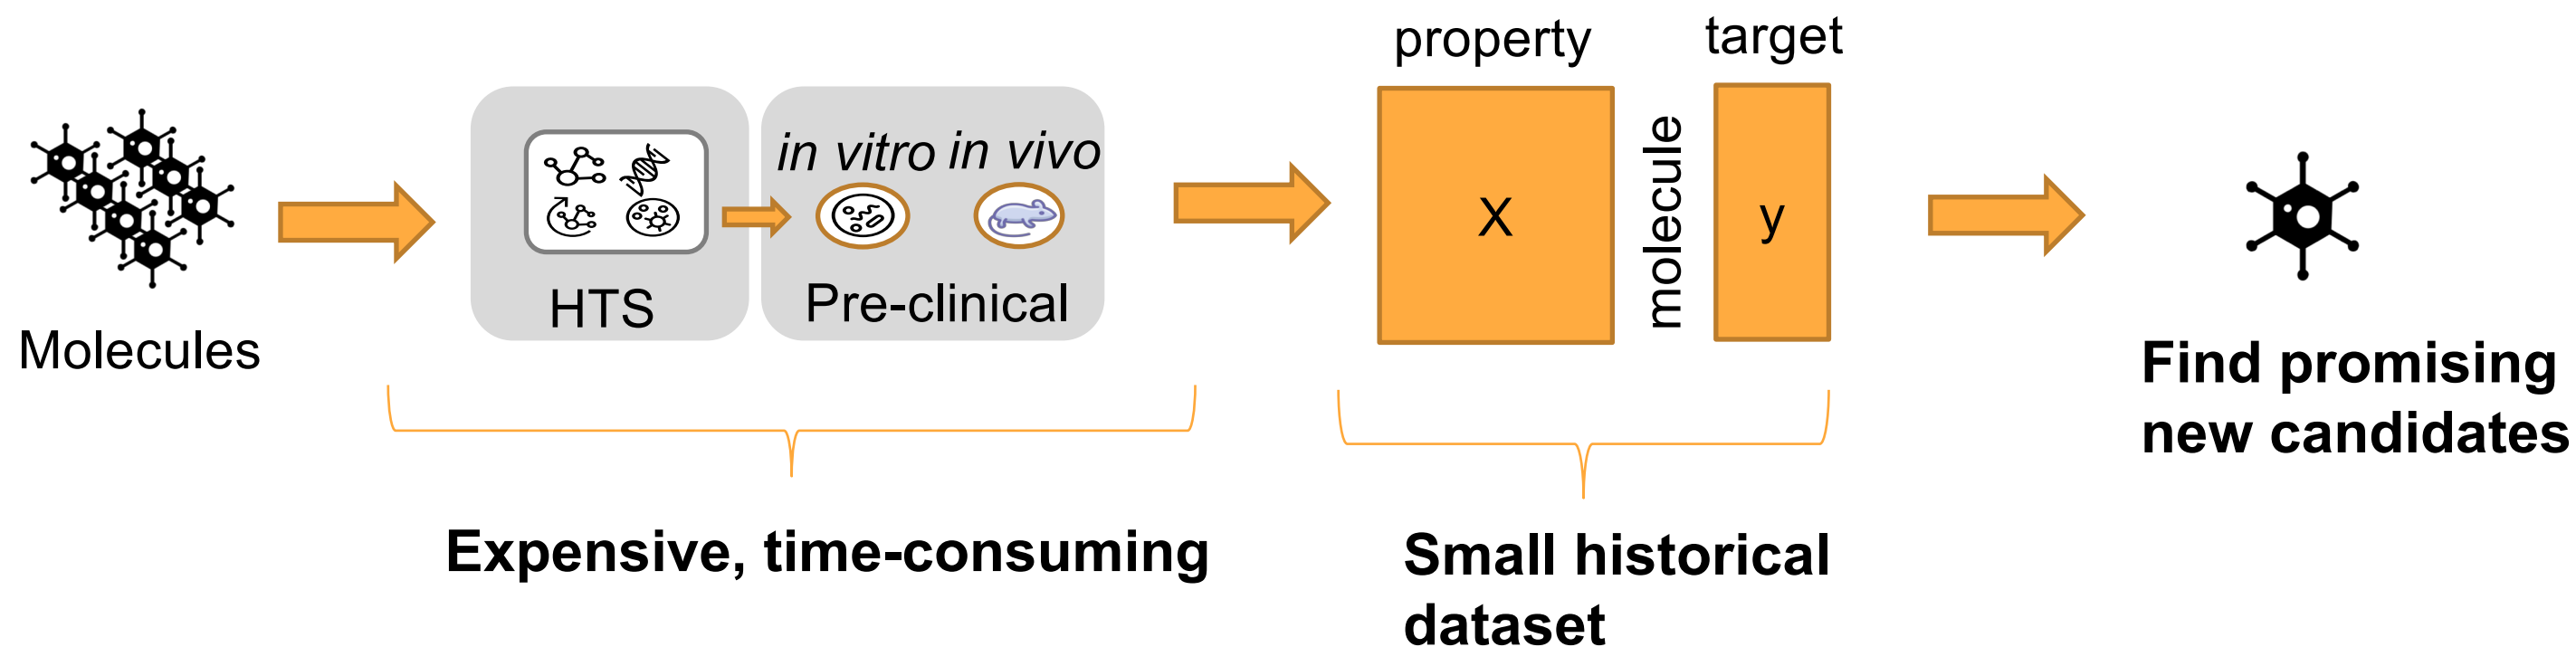 Molecules
HTS
in vitro in vivo
Pre-clinical
Expensive, time-consuming
property
X
molecule
target
y
Small historical
dataset
Find promising
new candidates